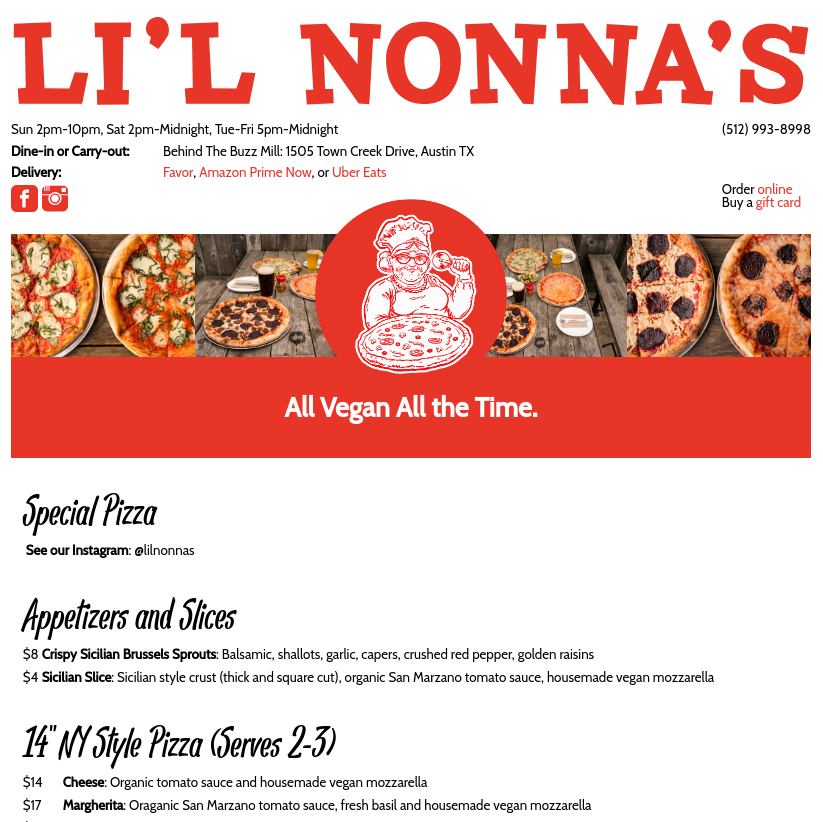 LI'L NONNA'S
Sun 2pm-10pm, Sat 2pm-Midnight, Tue-Fri 5pm-Midnight (512) 993-8998
Dine-in or Carry-out: Behind The Buzz Mill: 1505 Town Creek Drive, Austin TX
Delivery: Favor, Amazon Prime Now, or Uber Eats
Order online
Buy a gift card
All Vegan All the Time.
Special Pizza
See our Instagram: @lilnonnas
Appetizers and Slices
$8 Crispy Sicilian Brussels Sprouts: Balsamic, shallots, garlic, capers, crushed red pepper, golden raisins
$4 Sicilian Slice: Sicilian style crust (thick and square cut), organic San Marzano tomato sauce, housemade vegan mozzarella
14" NY Style Pizza (Serves 2-3)
$14 Cheese: Organic tomato sauce and housemade vegan mozzarella
$17 Margherita: Oraganic San Marzano tomato sauce, fresh basil and housemade vegan mozzarella